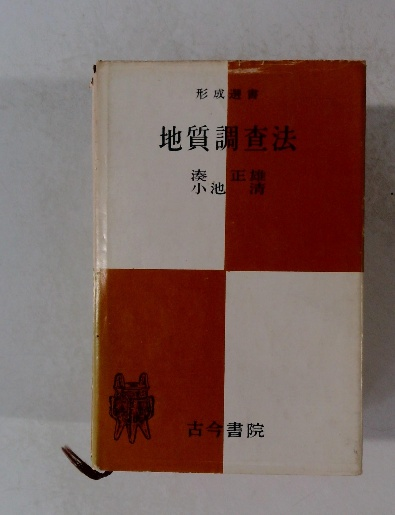 形成選書
地質調査法
湊 正雄
小池 清
古今書院